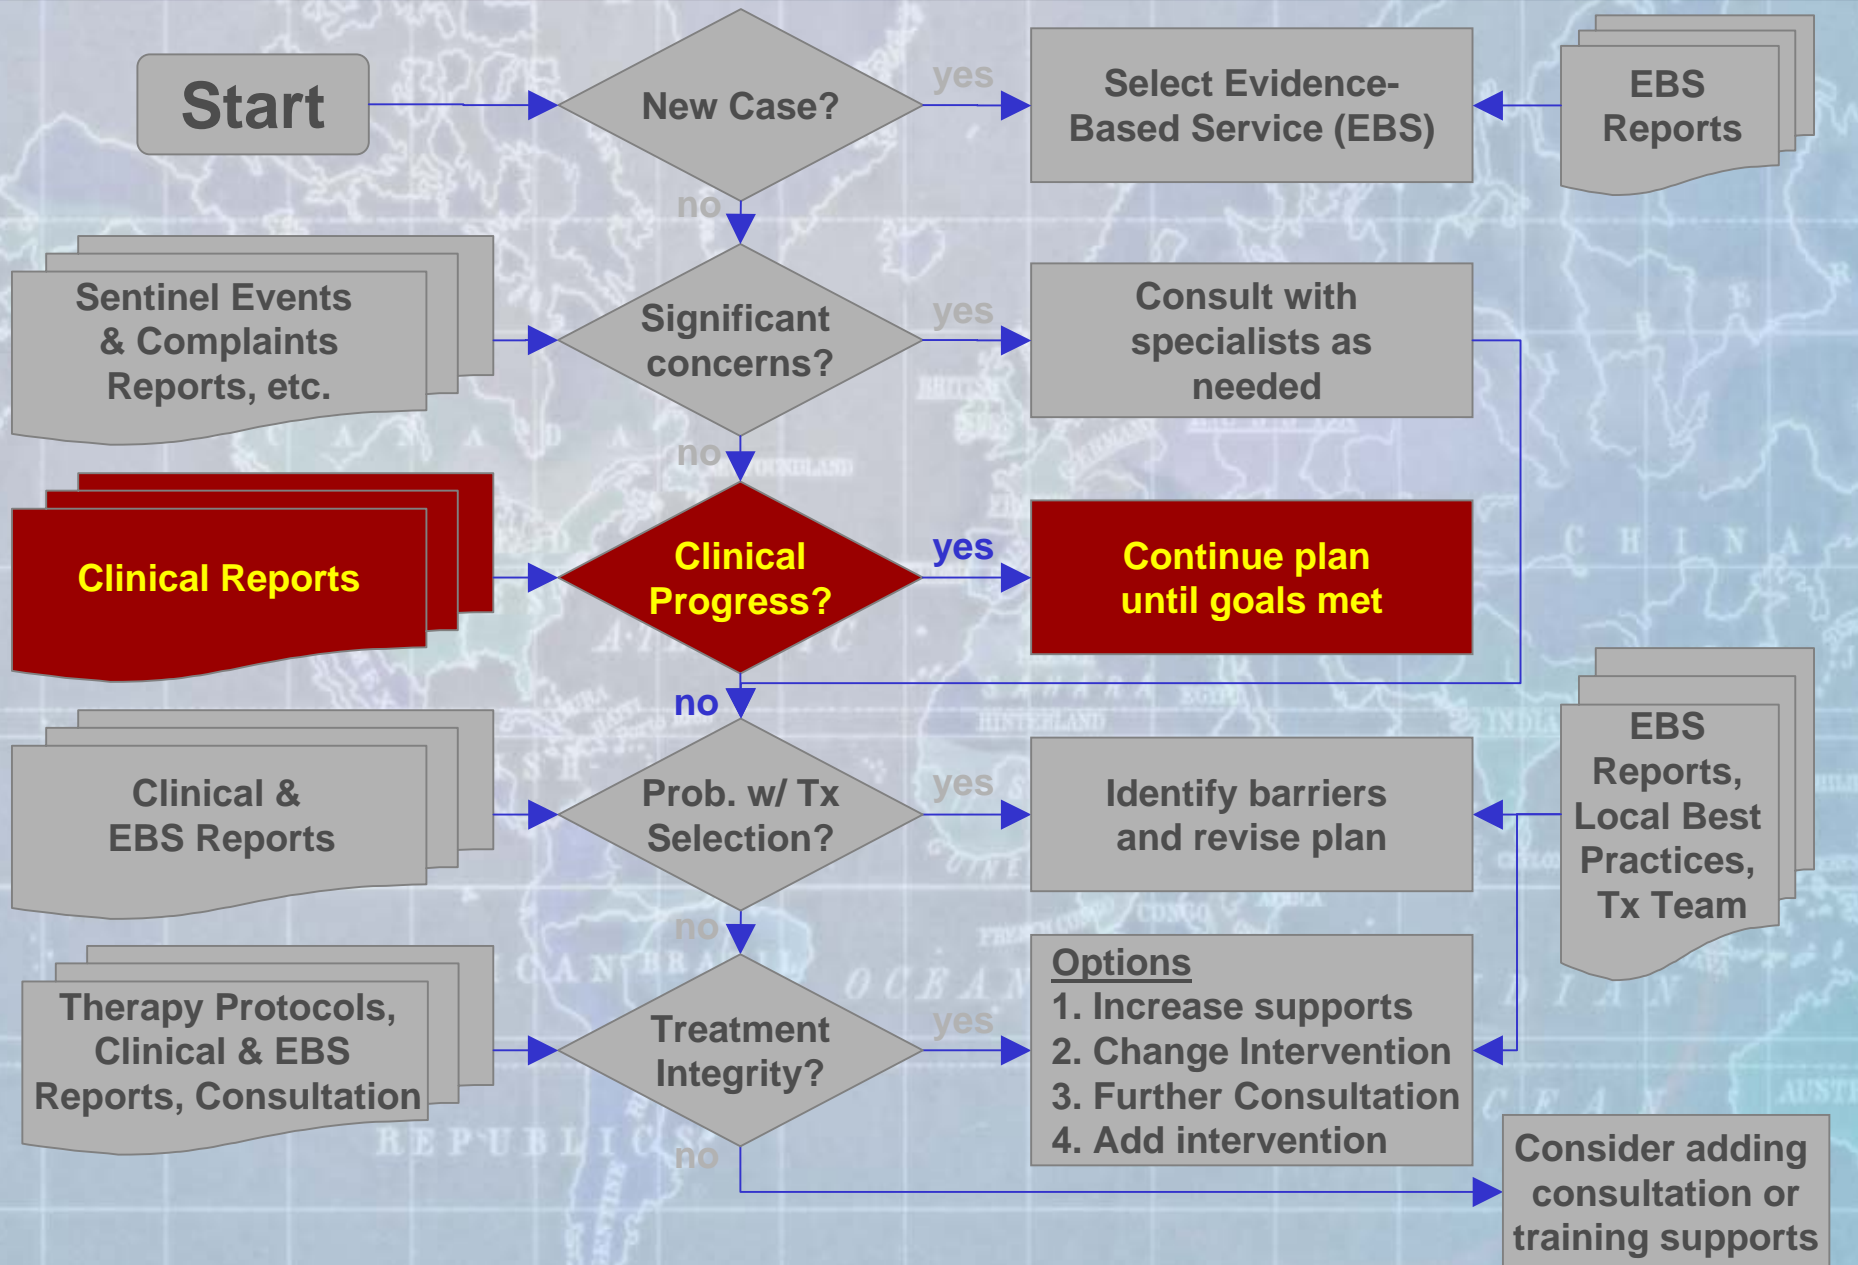 Start
New Case?
yes
Select Evidence-
Based Service (EBS)
EBS
Reports
no
Sentinel Events
& Complaints
Reports, etc.
Significant
concerns?
yes
Consult with
specialists as
needed
no
Clinical Reports
Clinical
Progress?
yes
Continue plan
until goals met
no
Clinical &
EBS Reports
Prob. w/ Tx
Selection?
yes
Identify barriers
and revise plan
EBS
Reports,
Local Best
Practices,
Tx Team
no
Therapy Protocols,
Clinical & EBS
Reports, Consultation
Treatment
Integrity?
yes
Options
1. Increase supports
2. Change Intervention
3. Further Consultation
4. Add intervention
no
Consider adding
consultation or
training supports
CHINA
HINTERLAND
REPUBLICS